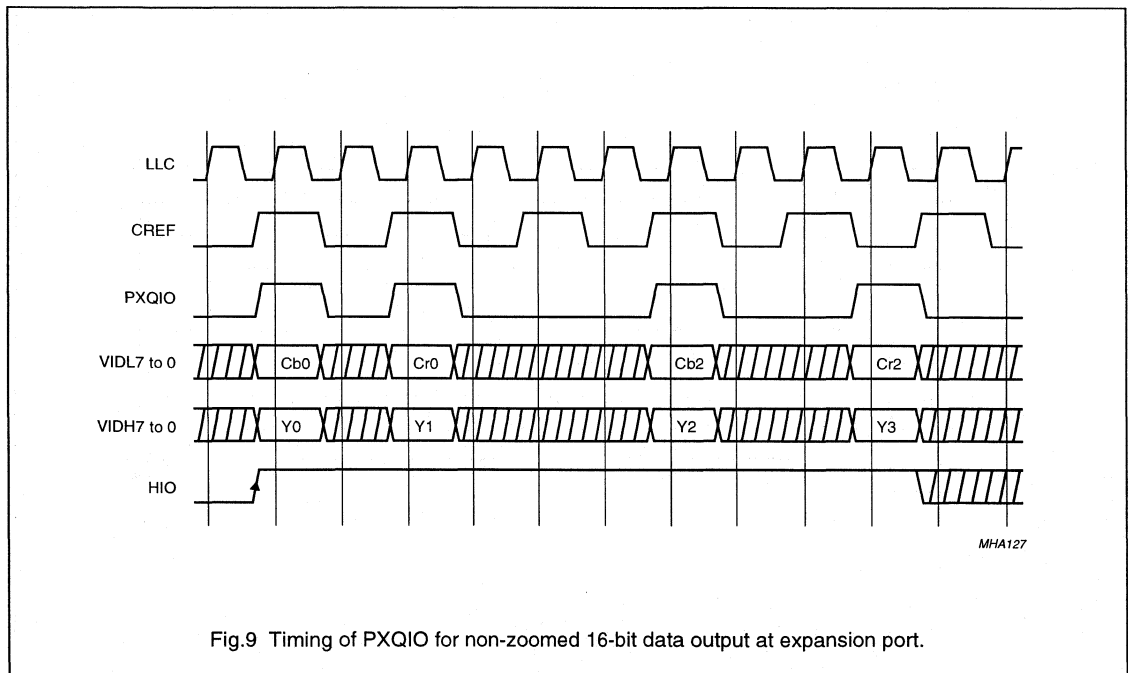 LLC
CREF
PXQIO
VIDL7 to 0 Cb0 Cr0 Cb2 Cr2
VIDH7 to 0 Y0 Y1 Y2 Y3
HIO
MHA127
Fig.9 Timing of PXQIO for non-zoomed 16-bit data output at expansion port.